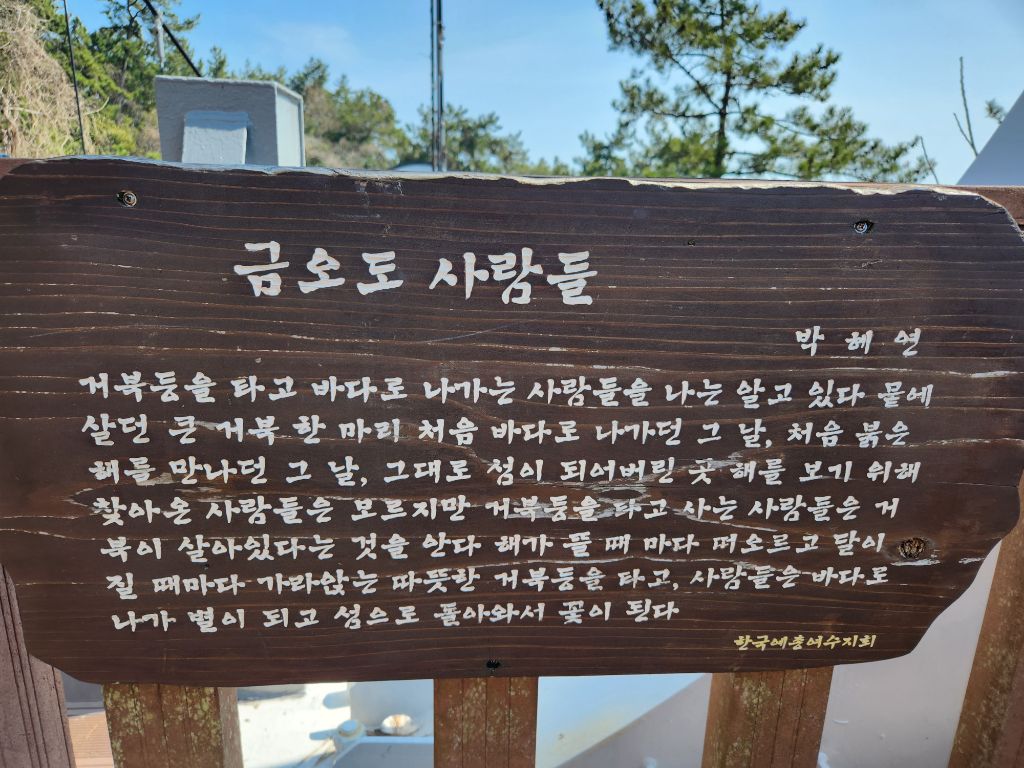 금오도 사람들
박 혜 연
거북등을 타고 바다로 나가는 사람들을 나는 알고 있다 뭍에
살던 큰 거북 한 마리 처음 바다로 나가던 그 날, 처음 붉은
해를 만나던 그 날, 그대로 섬이 되어버린 곳 해를 보기 위해
찾아온 사람들은 모르지만 거북등을 타고 사는 사람들은 거
북이 살아있다는 것을 안다 해가 뜰 때 마다 떠오르고 달이
질 때마다 가라앉는 따뜻한 거북등을 타고, 사람들은 바다로
나가 별이 되고 섬으로 돌아와서 꽃이 된다
한국예총여수지회